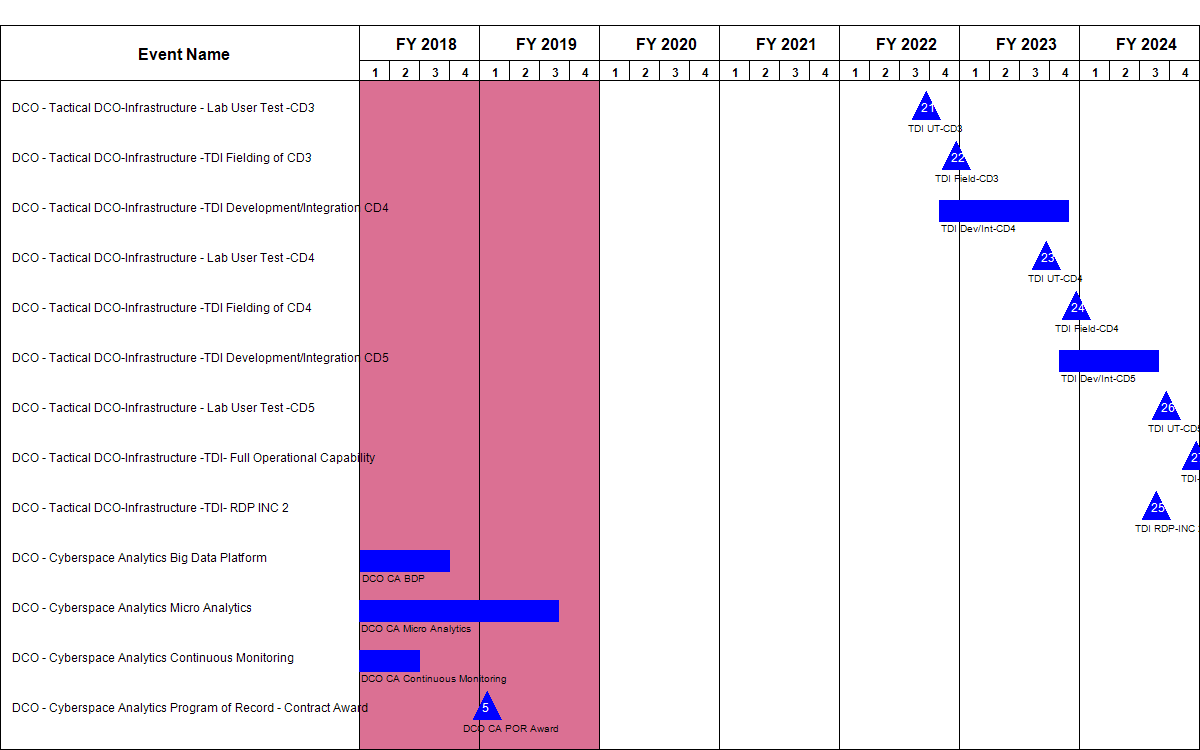 Event Name FY 2018 FY 2019 FY 2020 FY 2021 FY 2022 FY 2023 FY 2024
1 2 3 4 1 2 3 4 1 2 3 4 1 2 3 4 1 2 3 4 1 2 3 4 1 2 3 4
DCO - Tactical DCO-Infrastructure - Lab User Test -CD3 21
TDI UT-CD3
DCO - Tactical DCO-Infrastructure -TDI Fielding of CD3 22
TDI Field-CD3
DCO - Tactical DCO-Infrastructure -TDI Development/Integration CD4
TDI Dev/Int-CD4
DCO - Tactical DCO-Infrastructure - Lab User Test -CD4 23
TDI UT-CD4
DCO - Tactical DCO-Infrastructure -TDI Fielding of CD4 24
TDI Field-CD4
DCO - Tactical DCO-Infrastructure -TDI Development/Integration CD5
TDI Dev/Int-CD5
DCO - Tactical DCO-Infrastructure - Lab User Test -CD5 26
TDI UT-CD5
DCO - Tactical DCO-Infrastructure -TDI- Full Operational Capability 27
TDI-
DCO - Tactical DCO-Infrastructure -TDI- RDP INC 2 25
TDI RDP-INC
DCO - Cyberspace Analytics Big Data Platform
DCO CA BDP
DCO - Cyberspace Analytics Micro Analytics
DCO CA Micro Analytics
DCO - Cyberspace Analytics Continuous Monitoring
DCO CA Continuous Monitoring
DCO - Cyberspace Analytics Program of Record - Contract Award 5
DCO CA POR Award